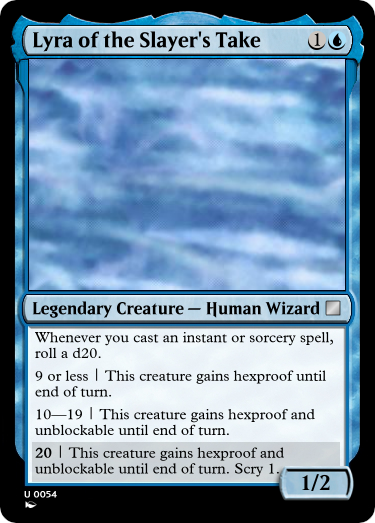 Lyra of the Slayer's Take 1
Legendary Creature — Human Wizard
Whenever you cast an instant or sorcery spell,
roll a d20.
9 or less | This creature gains hexproof until
end of turn.
10—19 | This creature gains hexproof and
unblockable until end of turn.
20 | This creature gains hexproof and
unblockable until end of turn. Scry 1.
1/2
U 0054